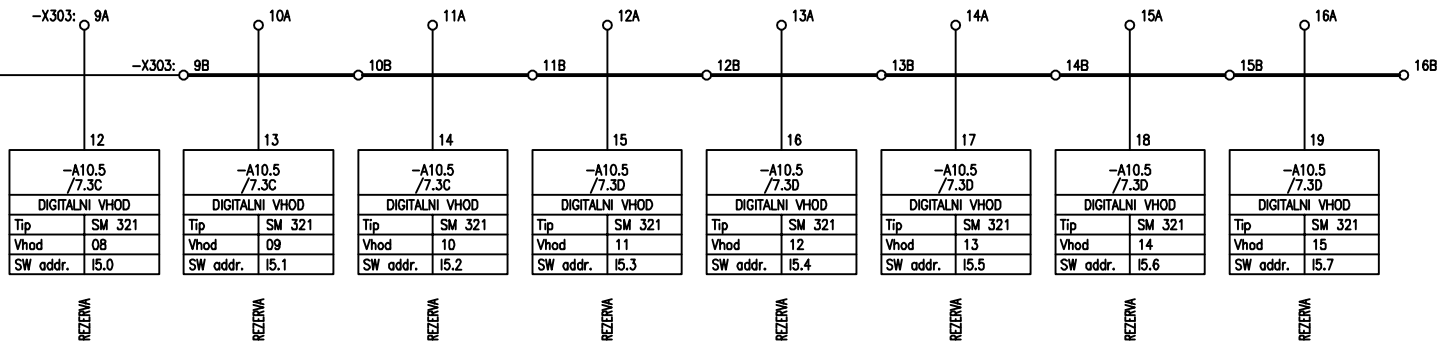 -X303: 9A 10A 11A 12A 13A 14A 15A 16A
-X303: 9B 10B 11B 12B 13B 14B 15B 16B
12 13 14 15 16 17 18 19
-A10.5 -A10.5 -A10.5 -A10.5 -A10.5 -A10.5 -A10.5 -A10.5
/7.3C /7.3C /7.3C /7.3D /7.3D /7.3D /7.3D /7.3D
DIGITALNI VHOD DIGITALNI VHOD DIGITALNI VHOD DIGITALNI VHOD DIGITALNI VHOD DIGITALNI VHOD DIGITALNI VHOD DIGITALNI VHOD
Tip SM 321 Tip SM 321 Tip SM 321 Tip SM 321 Tip SM 321 Tip SM 321 Tip SM 321 Tip SM 321
Vhod 08 Vhod 09 Vhod 10 Vhod 11 Vhod 12 Vhod 13 Vhod 14 Vhod 15
SW addr. I5.0 SW addr. I5.1 SW addr. I5.2 SW addr. I5.3 SW addr. I5.4 SW addr. I5.5 SW addr. I5.6 SW addr. I5.7
REZERVA REZERVA REZERVA REZERVA REZERVA REZERVA REZERVA REZERVA